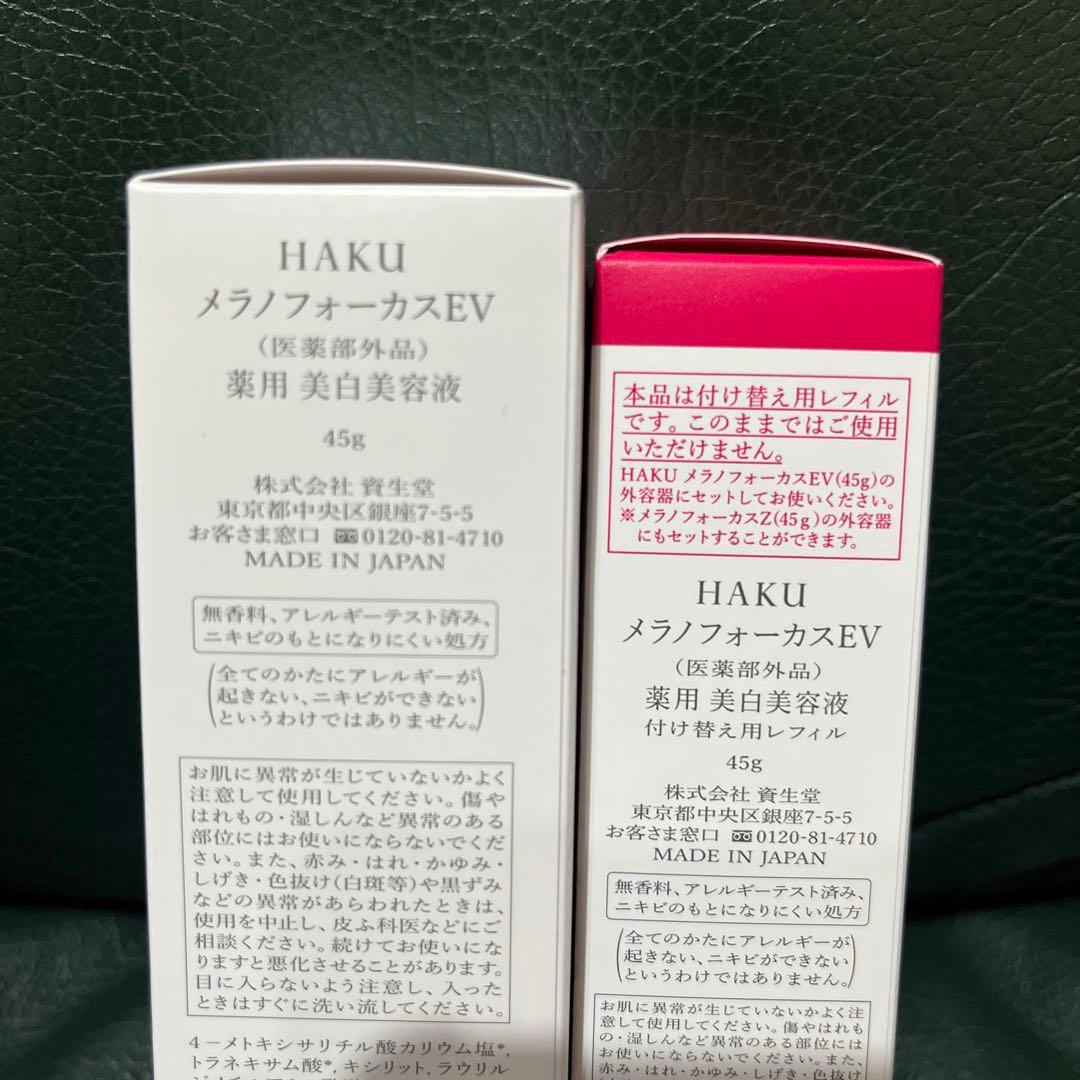 HAKU
メラノフォーカスEV
（医薬部外品）
薬用 美白美容液
45g
株式会社 資生堂
東京都中央区銀座7-5-5
お客さま窓口 0120-81-4710
MADE IN JAPAN
無香料、アレルギーテスト済み、
ニキビのもとになりにくい処方
(全てのかたにアレルギーが
起きない、ニキビができない
というわけではありません。)
お肌に異常が生じていないかよく
注意して使用してください。傷や
はれもの・湿しんなど異常のある
部位にはお使いにならないでくだ
さい。また、赤み・はれ・かゆみ・
しげき・色抜け(白斑等)や黒ずみ
などの異常があらわれたときは、
使用を中止し、皮ふ科医などにご
相談ください。続けてお使いにな
りますと悪化させることがあります。
目に入らないよう注意し、入った
ときはすぐに洗い流してください。
4－メトキシサリチル酸カリウム塩*,
トラネキサム酸*, キシリット, ラウリル
本品は付け替え用レフィル
です。このままではご使用
いただけません。
HAKU メラノフォーカスEV(45g)の
外容器にセットしてお使いください。
※メラノフォーカスZ(45g)の外容器
にもセットすることができます。
HAKU
メラノフォーカスEV
（医薬部外品）
薬用 美白美容液
付け替え用レフィル
45g
株式会社 資生堂
東京都中央区銀座7-5-5
お客さま窓口 0120-81-4710
MADE IN JAPAN
無香料、アレルギーテスト済み、
ニキビのもとになりにくい処方
(全てのかたにアレルギーが
起きない、ニキビができない
というわけではありません。)
お肌に異常が生じていないかよく注
意して使用してください。傷やはれも
の・湿しんなど異常のある部位には
お使いにならないでください。また、
赤み・はれ・かゆみ・しげき・色抜け